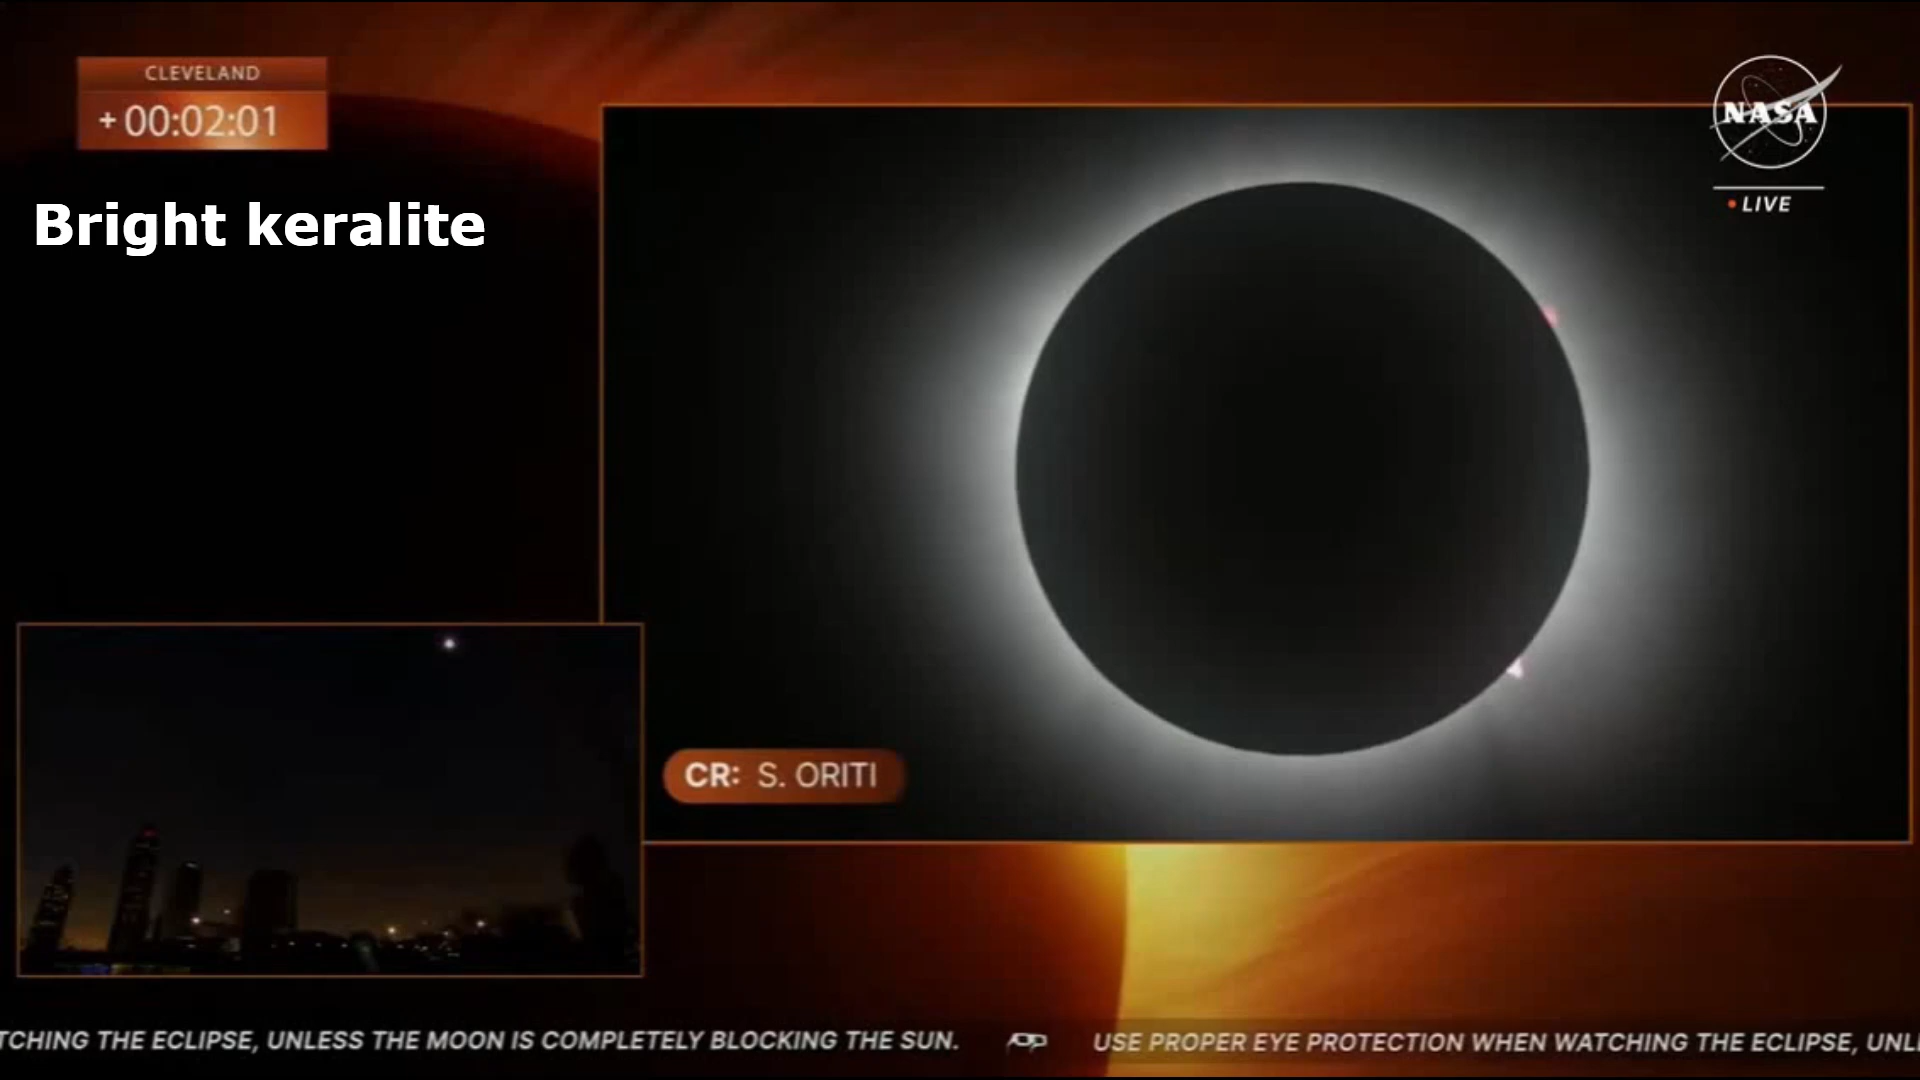 CLEVELAND
+ 00:02:01
NASA
LIVE
Bright keralite
CR: S. ORITI
TCHING THE ECLIPSE, UNLESS THE MOON IS COMPLETELY BLOCKING THE SUN. USE PROPER EYE PROTECTION WHEN WATCHING THE ECLIPSE, UNL